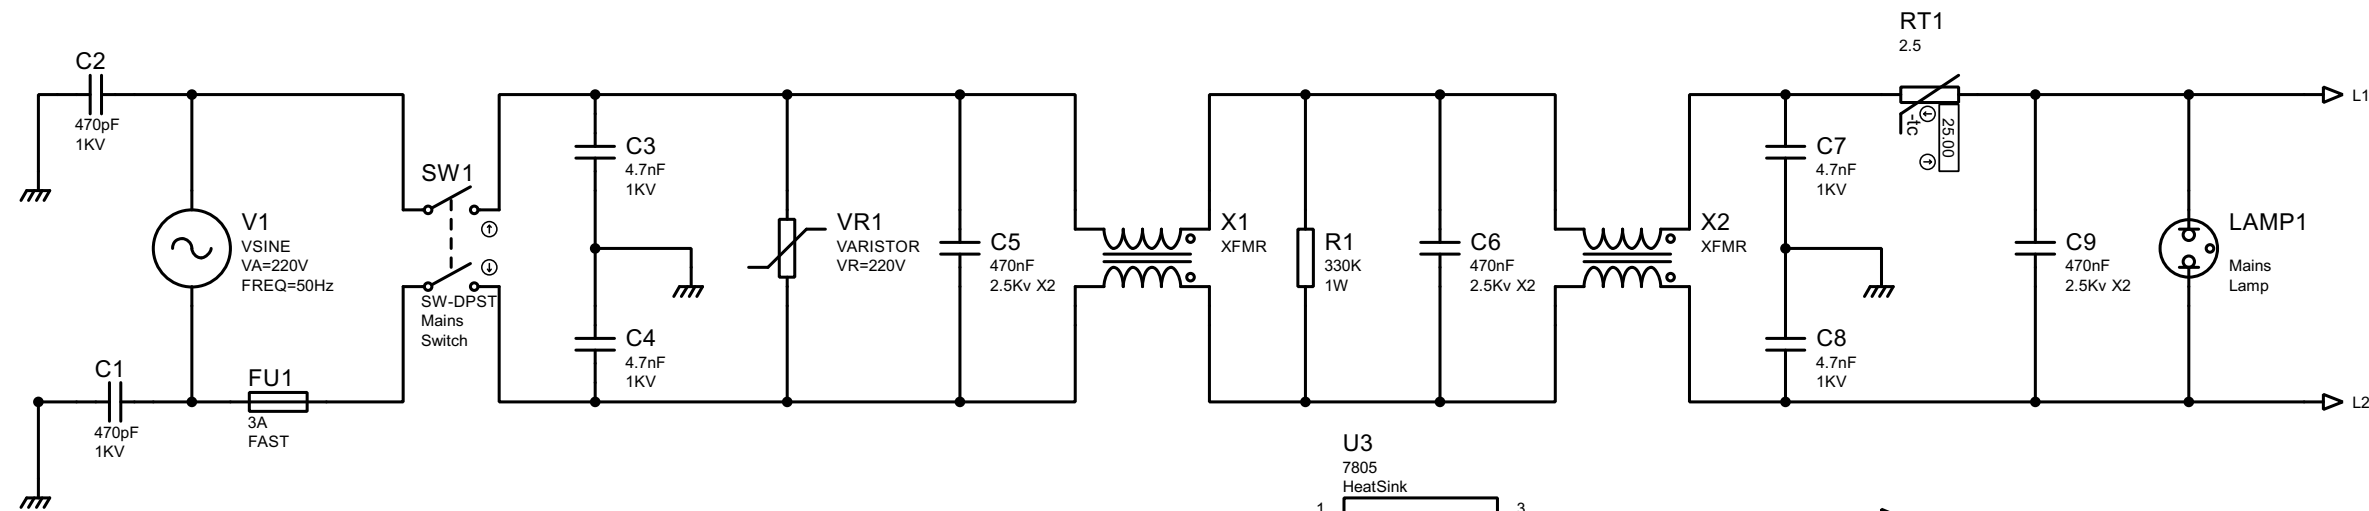 RT1
2.5
C2
470pF
1KV
L1
25.00
-tc
C3
4.7nF
1KV
C7
4.7nF
1KV
SW1
V1
VSINE
VA=220V
FREQ=50Hz
VR1
VARISTOR
VR=220V
C5
470nF
2.5Kv X2
X1
XFMR
R1
330K
1W
C6
470nF
2.5Kv X2
X2
XFMR
C9
470nF
2.5Kv X2
LAMP1
Mains
Lamp
SW-DPST
Mains
Switch
C4
4.7nF
1KV
C8
4.7nF
1KV
C1
470pF
1KV
FU1
3A
FAST
L2
U3
7805
HeatSink
1
3